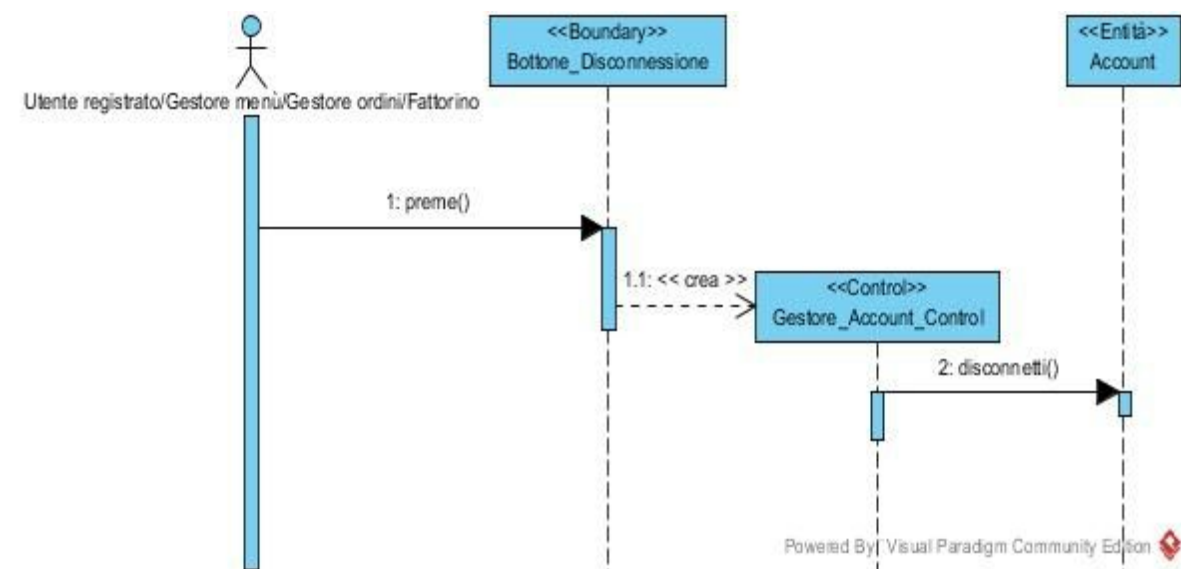 <<Boundary>>
Bottone_Disconnessione
<<Entità>>
Account
Utente registrato/Gestore menù/Gestore ordini/Fattorino
1: preme()
1.1: << crea >>
<<Control>>
Gestore_Account_Control
2: disconnetti()
Powered By Visual Paradigm Community Edition